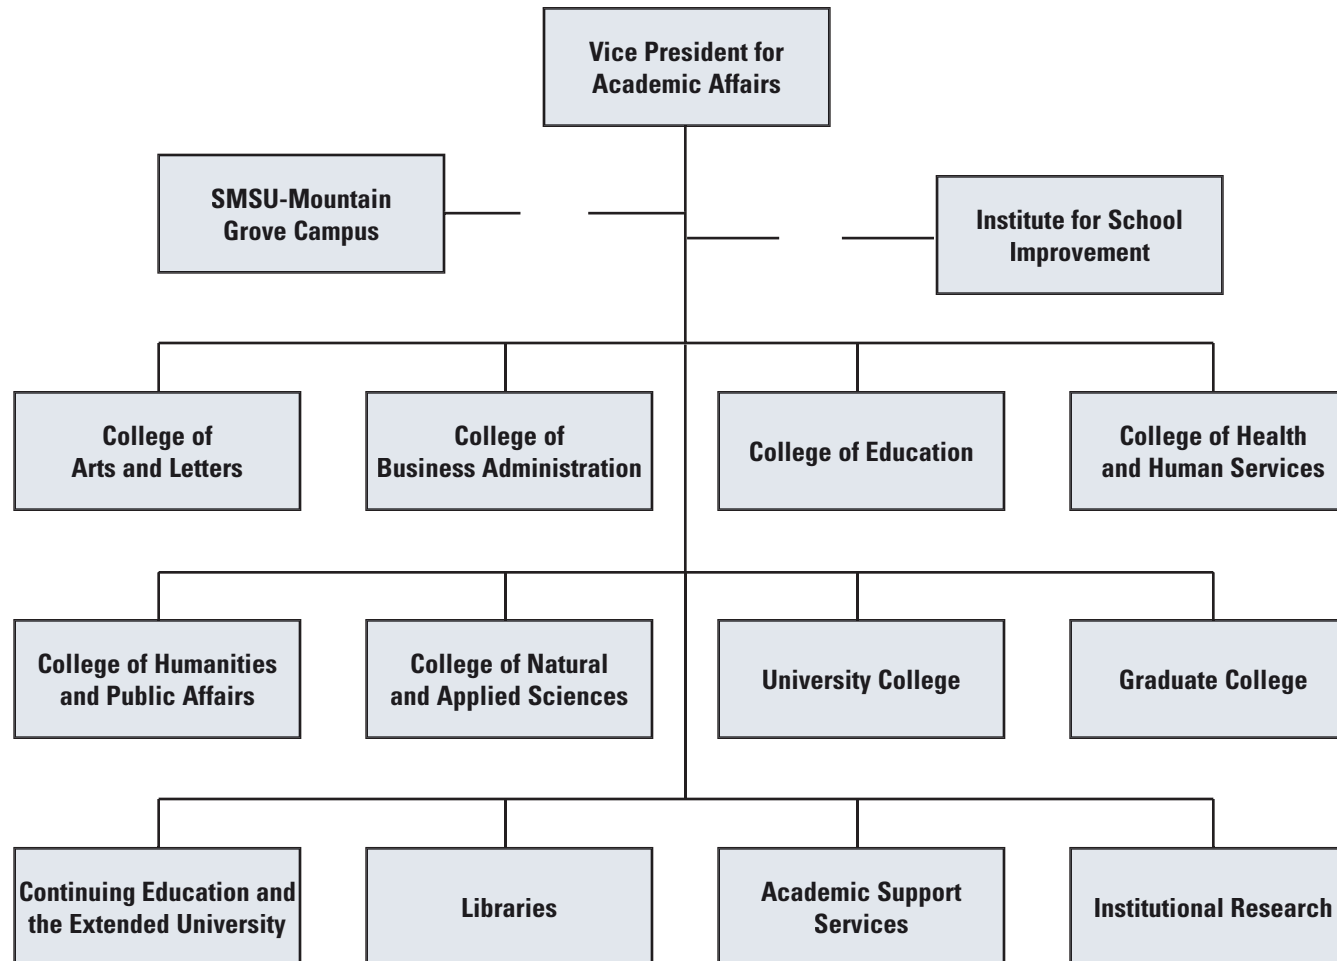 Vice President for
Academic Affairs
SMSU-Mountain
Grove Campus
Institute for School
Improvement
College of
Arts and Letters
College of
Business Administration
College of Education
College of Health
and Human Services
College of Humanities
and Public Affairs
College of Natural
and Applied Sciences
University College
Graduate College
Continuing Education and
the Extended University
Libraries
Academic Support
Services
Institutional Research